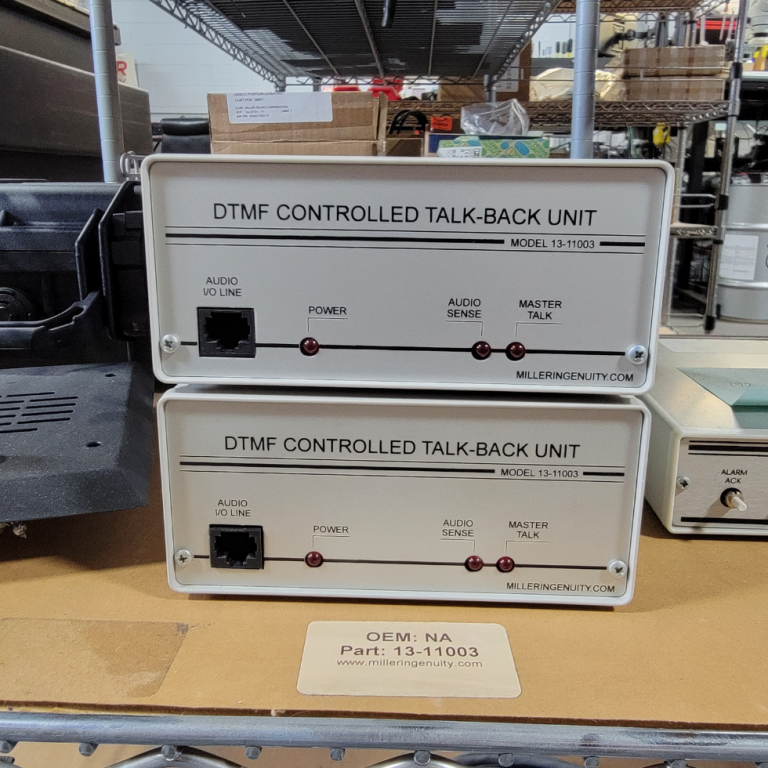 DTMF CONTROLLED TALK-BACK UNIT
MODEL 13-11003
AUDIO
I/O LINE
POWER
AUDIO
SENSE
MASTER
TALK
MILLERINGENUITY.COM
DTMF CONTROLLED TALK-BACK UNIT
MODEL 13-11003
AUDIO
I/O LINE
POWER
AUDIO
SENSE
MASTER
TALK
MILLERINGENUITY.COM
ALARM
ACK
OEM: NA
Part: 13-11003
www.milleringenuity.com